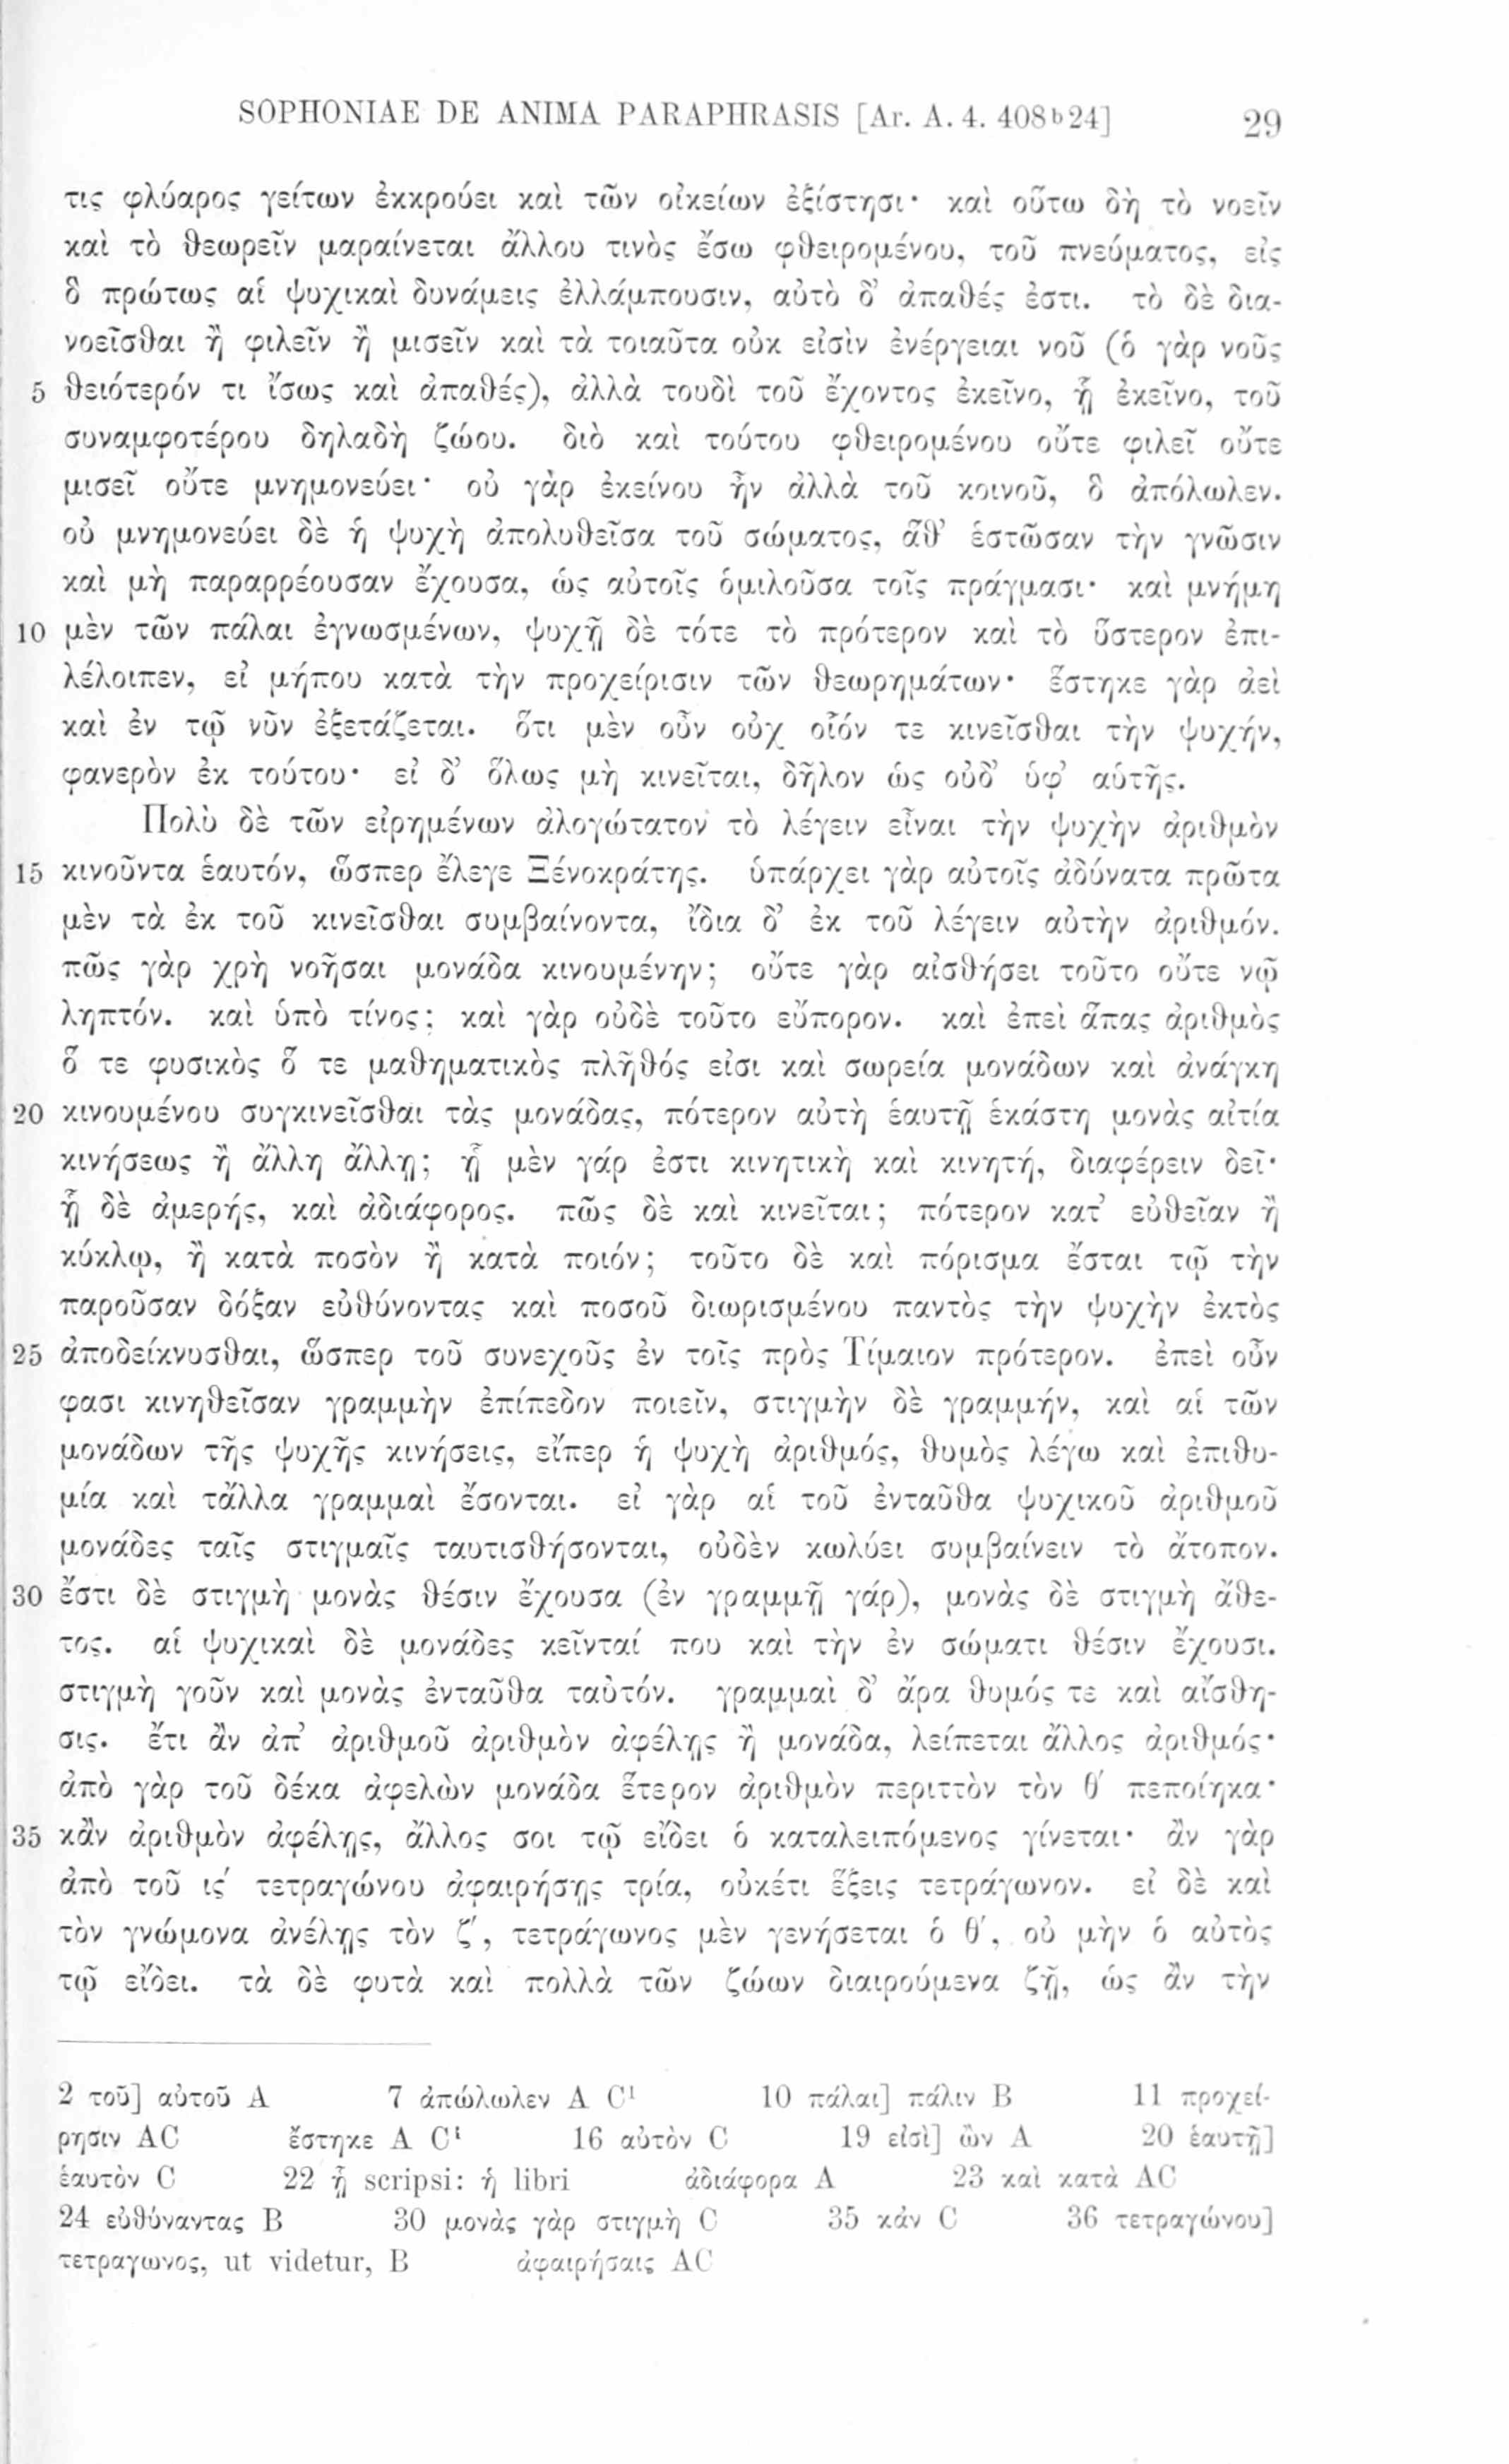 SOPHONIAE DE ANIMA PARAPHRASIS [Ar. A. 4. 408ᵇ24] 29
τις φλύαρος γείτων ἐκκρούει καὶ τῶν οἰκείων ἐξίστησι· καὶ οὕτω δὴ τὸ νοεῖν
καὶ τὸ θεωρεῖν μαραίνεται ἄλλου τινὸς ἔσω φθειρομένου, τοῦ πνεύματος, εἰς
ὃ πρώτως αἱ ψυχικαὶ δυνάμεις ἐλλάμπουσιν, αὐτὸ δ’ ἀπαθές ἐστι. τὸ δὲ δια-
νοεῖσθαι ἢ φιλεῖν ἢ μισεῖν καὶ τὰ τοιαῦτα οὐκ εἰσὶν ἐνέργειαι νοῦ (ὁ γὰρ νοῦς
5 θειότερόν τι ἴσως καὶ ἀπαθές), ἀλλὰ τουδὶ τοῦ ἔχοντος ἐκεῖνο, ᾗ ἐκεῖνο, τοῦ
συναμφοτέρου δηλαδὴ ζώου. διὸ καὶ τούτου φθειρομένου οὔτε φιλεῖ οὔτε
μισεῖ οὔτε μνημονεύει· οὐ γὰρ ἐκείνου ἦν ἀλλὰ τοῦ κοινοῦ, ὃ ἀπόλωλεν.
οὐ μνημονεύει δὲ ἡ ψυχὴ ἀπολυθεῖσα τοῦ σώματος, ἅθ’ ἑστῶσαν τὴν γνῶσιν
καὶ μὴ παραρρέουσαν ἔχουσα, ὡς αὐτοῖς ὁμιλοῦσα τοῖς πράγμασι· καὶ μνήμη
10 μὲν τῶν πάλαι ἐγνωσμένων, ψυχῇ δὲ τότε τὸ πρότερον καὶ τὸ ὕστερον ἐπι-
λέλοιπεν, εἰ μήπου κατὰ τὴν προχείρισιν τῶν θεωρημάτων· ἕστηκε γὰρ ἀεὶ
καὶ ἐν τῷ νῦν ἐξετάζεται. ὅτι μὲν οὖν οὐχ οἷόν τε κινεῖσθαι τὴν ψυχήν,
φανερὸν ἐκ τούτου· εἰ δ’ ὅλως μὴ κινεῖται, δῆλον ὡς οὐδ’ ὑφ’ αὑτῆς.
Πολὺ δὲ τῶν εἰρημένων ἀλογώτατον τὸ λέγειν εἶναι τὴν ψυχὴν ἀριθμὸν
15 κινοῦντα ἑαυτόν, ὥσπερ ἔλεγε Ξένοκράτης. ὑπάρχει γὰρ αὐτοῖς ἀδύνατα πρῶτα
μὲν τὰ ἐκ τοῦ κινεῖσθαι συμβαίνοντα, ἴδια δ’ ἐκ τοῦ λέγειν αὐτὴν ἀριθμόν.
πῶς γὰρ χρὴ νοῆσαι μονάδα κινουμένην; οὔτε γὰρ αἰσθήσει τοῦτο οὔτε νῷ
ληπτόν. καὶ ὑπὸ τίνος; καὶ γὰρ οὐδὲ τοῦτο εὔπορον. καὶ ἐπεὶ ἅπας ἀριθμὸς
ὅ τε φυσικὸς ὅ τε μαθηματικὸς πλῆθός εἰσι καὶ σωρεία μονάδων καὶ ἀνάγκη
20 κινουμένου συγκινεῖσθαι τὰς μονάδας, πότερον αὐτὴ ἑαυτῇ ἑκάστη μονὰς αἰτία
κινήσεως ἢ ἄλλη ἄλλῃ; ᾗ μὲν γάρ ἐστι κινητικὴ καὶ κινητή, διαφέρειν δεῖ·
ᾗ δὲ ἀμερής, καὶ ἀδιάφορος. πῶς δὲ καὶ κινεῖται; πότερον κατ’ εὐθεῖαν ἢ
κύκλῳ, ἢ κατὰ ποσὸν ἢ κατὰ ποιόν; τοῦτο δὲ καὶ πόρισμα ἔσται τῷ τὴν
παροῦσαν δόξαν εὐθύνοντας καὶ ποσοῦ διωρισμένου παντὸς τὴν ψυχὴν ἐκτὸς
25 ἀποδείκνυσθαι, ὥσπερ τοῦ συνεχοῦς ἐν τοῖς πρὸς Τίμαιον πρότερον. ἐπεὶ οὖν
φασι κινηθεῖσαν γραμμὴν ἐπίπεδον ποιεῖν, στιγμὴν δὲ γραμμήν, καὶ αἱ τῶν
μονάδων τῆς ψυχῆς κινήσεις, εἴπερ ἡ ψυχὴ ἀριθμός, θυμὸς λέγω καὶ ἐπιθυ-
μία καὶ τἄλλα γραμμαὶ ἔσονται. εἰ γὰρ αἱ τοῦ ἐνταῦθα ψυχικοῦ ἀριθμοῦ
μονάδες ταῖς στιγμαῖς ταυτισθήσονται, οὐδὲν κωλύει συμβαίνειν τὸ ἄτοπον.
30 ἔστι δὲ στιγμὴ μονὰς θέσιν ἔχουσα (ἐν γραμμῇ γάρ), μονὰς δὲ στιγμὴ ἄθε-
τος. αἱ ψυχικαὶ δὲ μονάδες κεῖνταί που καὶ τὴν ἐν σώματι θέσιν ἔχουσι.
στιγμὴ γοῦν καὶ μονὰς ἐνταῦθα ταὐτόν. γραμμαὶ δ’ ἄρα θυμός τε καὶ αἴσθη-
σις. ἔτι ἂν ἀπ’ ἀριθμοῦ ἀριθμὸν ἀφέλῃς ἢ μονάδα, λείπεται ἄλλος ἀριθμός·
ἀπὸ γὰρ τοῦ δέκα ἀφελὼν μονάδα ἕτερον ἀριθμὸν περιττὸν τὸν θ′ πεποίηκα·
35 κἂν ἀριθμὸν ἀφέλῃς, ἄλλος σοι τῷ εἴδει ὁ καταλειπόμενος γίνεται· ἂν γὰρ
ἀπὸ τοῦ ις′ τετραγώνου ἀφαιρήσῃς τρία, οὐκέτι ἕξεις τετράγωνον. εἰ δὲ καὶ
τὸν γνώμονα ἀνέλῃς τὸν ζ′, τετράγωνος μὲν γενήσεται ὁ θ′, οὐ μὴν ὁ αὐτὸς
τῷ εἴδει. τὰ δὲ φυτὰ καὶ πολλὰ τῶν ζώων διαιρούμενα ζῇ, ὡς ἂν τὴν
2 τοῦ] αὐτοῦ A 7 ἀπώλωλεν A C¹ 10 πάλαι] πάλιν B 11 προχεί-
ρησιν AC ἔστηκε A C¹ 16 αὐτὸν C 19 εἰσὶ] ὢν A 20 ἑαυτῇ]
ἑαυτὸν C 22 ᾗ scripsi: ἡ libri ἀδιάφορα A 23 καὶ κατὰ AC
24 εὐθύναντας B 30 μονὰς γὰρ στιγμὴ C 35 κάν C 36 τετραγώνου]
τετραγωνος, ut videtur, B ἀφαιρήσαις AC